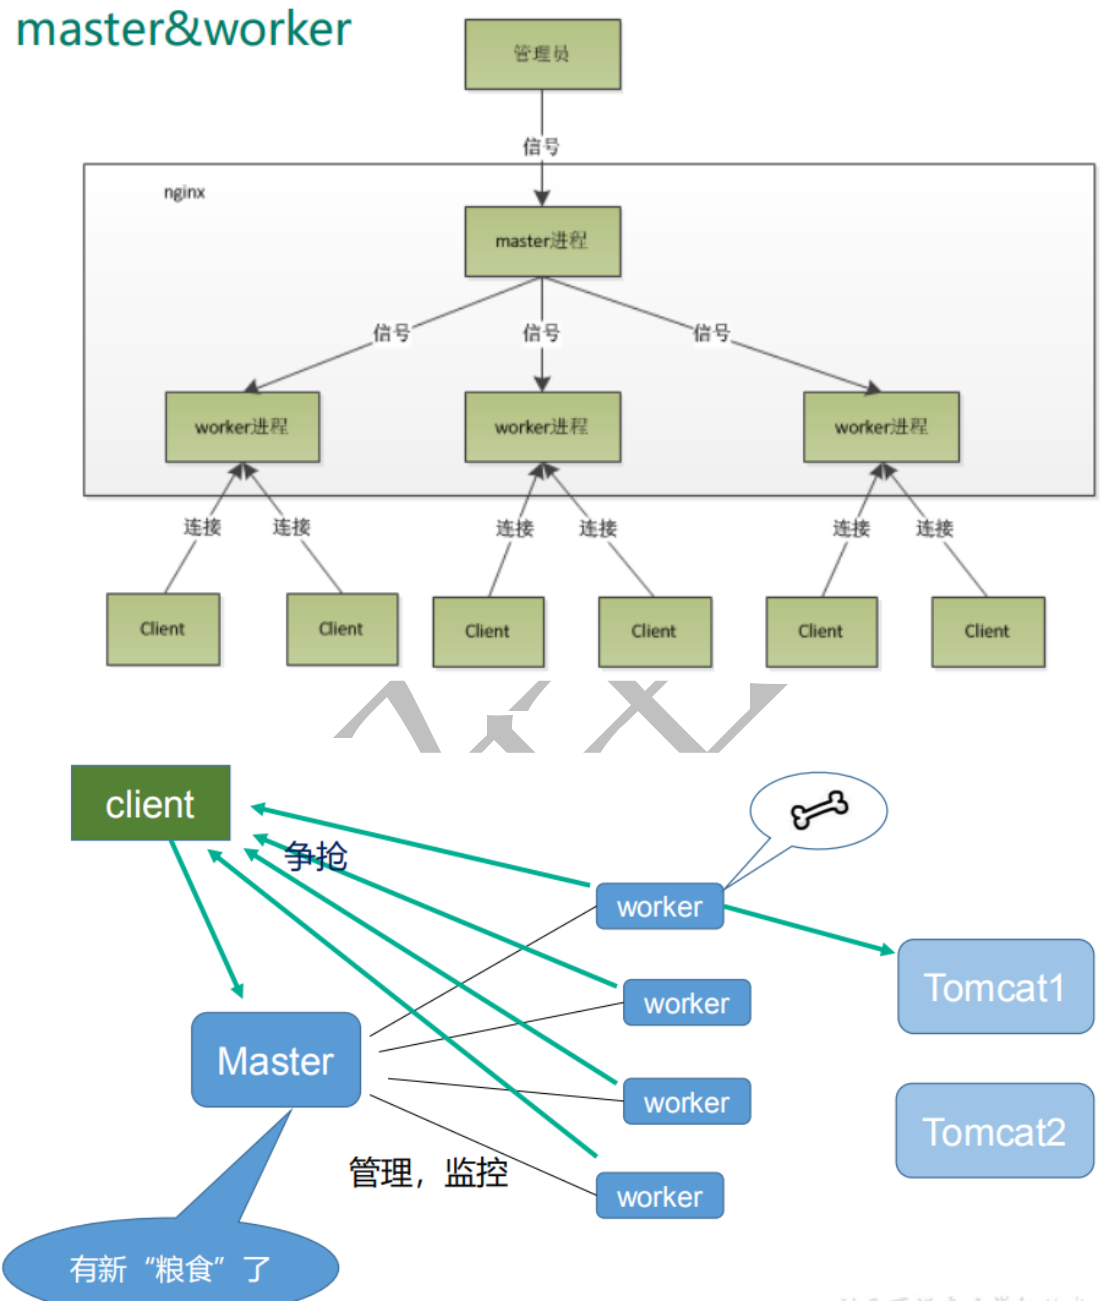 master&worker
管理员
信号
nginx
master进程
信号 信号 信号
worker进程 worker进程 worker进程
连接 连接 连接 连接 连接 连接
Client Client Client Client Client Client
client
争抢
worker
Tomcat1
worker
Master
worker
Tomcat2
管理，监控
worker
有新“粮食”了